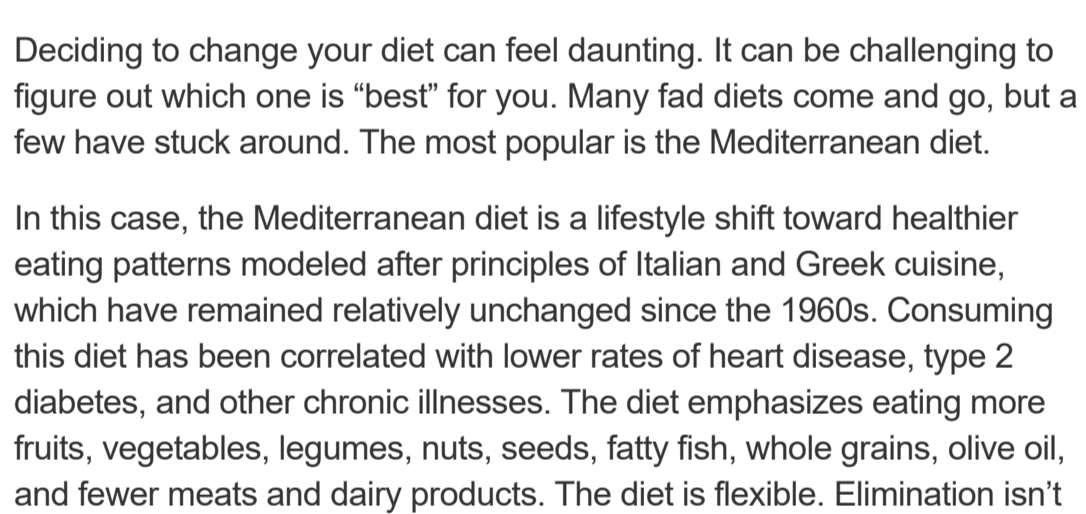 Deciding to change your diet can feel daunting. It can be challenging to
figure out which one is “best” for you. Many fad diets come and go, but a
few have stuck around. The most popular is the Mediterranean diet.
In this case, the Mediterranean diet is a lifestyle shift toward healthier
eating patterns modeled after principles of Italian and Greek cuisine,
which have remained relatively unchanged since the 1960s. Consuming
this diet has been correlated with lower rates of heart disease, type 2
diabetes, and other chronic illnesses. The diet emphasizes eating more
fruits, vegetables, legumes, nuts, seeds, fatty fish, whole grains, olive oil,
and fewer meats and dairy products. The diet is flexible. Elimination isn’t